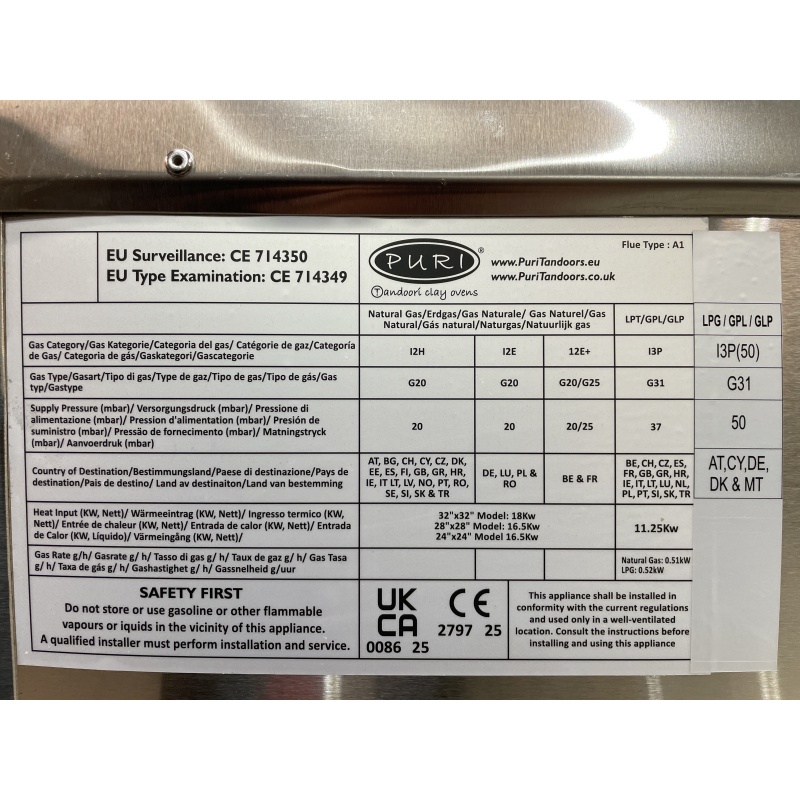 EU Surveillance: CE 714350
EU Type Examination: CE 714349
PURI®
Tandoori clay ovens
www.PuriTandoors.eu
www.PuriTandoors.co.uk
Flue Type : A1
Natural Gas/Erdgas/Gas Naturale/ Gas Naturel/Gas
Natural/Gás natural/Naturgas/Natuurlijk gas
LPT/GPL/GLP
LPG / GPL / GLP
Gas Category/Gas Kategorie/Categoria del gas/ Catégorie de gaz/Categoría
de Gas/ Categoria de gás/Gaskategori/Gascategorie
I2H
I2E
12E+
I3P
I3P(50)
Gas Type/Gasart/Tipo di gas/Type de gaz/Tipo de gas/Tipo de gás/Gas
typ/Gastype
G20
G20
G20/G25
G31
G31
Supply Pressure (mbar)/ Versorgungsdruck (mbar)/ Pressione di
alimentazione (mbar)/ Pression d'alimentation (mbar)/ Presión de
suministro (mbar)/ Pressão de fornecimento (mbar)/ Matningstryck
(mbar)/ Aanvoerdruk (mbar)
20
20
20/25
37
50
Country of Destination/Bestimmungsland/Paese di destinazione/Pays de
destination/Pais de destino/ Land av destinaiton/Land van bestemming
AT, BG, CH, CY, CZ, DK,
EE, ES, FI, GB, GR, HR,
IE, IT LT, LV, NO, PT, RO,
SE, SI, SK & TR
DE, LU, PL &
RO
BE & FR
BE, CH, CZ, ES,
FR, GB, GR, HR,
IE, IT, LT, LU, NL,
PL, PT, SI, SK, TR
AT,CY,DE,
DK & MT
Heat Input (KW, Nett)/ Wärmeeintrag (KW, Nett)/ Ingresso termico (KW,
Nett)/ Entrée de chaleur (KW, Nett)/ Entrada de calor (KW, Nett)/ Entrada
de Calor (KW, Líquido)/ Värmeingång (KW, Nett)/
32"x32" Model: 18Kw
28"x28" Model: 16.5Kw
24"x24" Model 16.5Kw
11.25Kw
Gas Rate g/h/ Gasrate g/ h/ Tasso di gas g/ h/ Taux de gaz g/ h/ Gas Tasa
g/ h/ Taxa de gás g/ h/ Gashastighet g/ h/ Gassnelheid g/uur
Natural Gas: 0.51kW
LPG: 0.52kW
SAFETY FIRST
Do not store or use gasoline or other flammable
vapours or liquids in the vicinity of this appliance.
A qualified installer must perform installation and service.
UK
CA
0086 25
CE
2797 25
This appliance shall be installed in
conformity with the current regulations
and used only in a well-ventilated
location. Consult the instructions before
installing and using this appliance